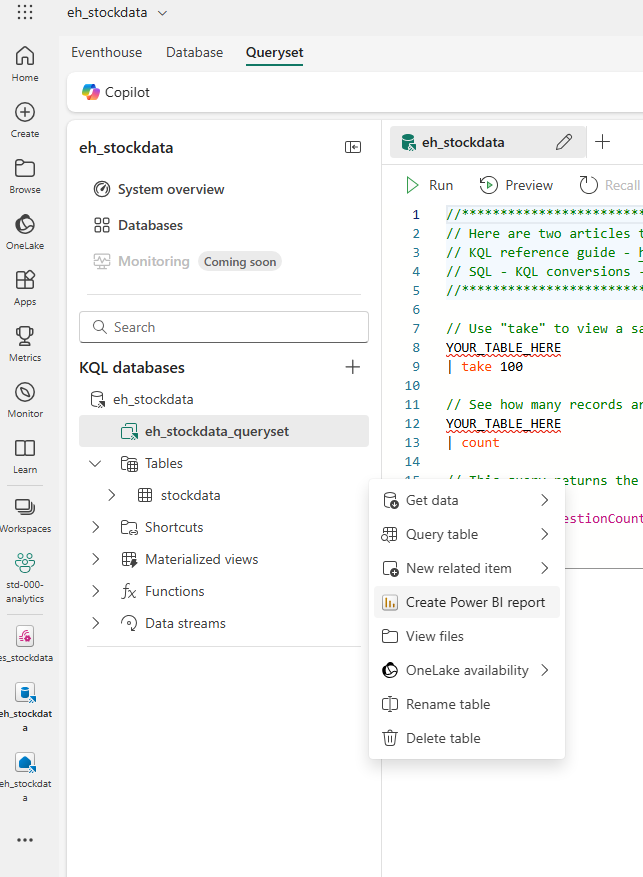 eh_stockdata
Home
Create
Browse
OneLake
Apps
Metrics
Monitor
Learn
Workspaces
std-000-
analytics
es_stockdata
eh_stockdat
a
eh_stockdat
a
Eventhouse Database Queryset
Copilot
eh_stockdata
System overview
Databases
Monitoring Coming soon
Search
KQL databases
eh_stockdata
eh_stockdata_queryset
Tables
stockdata
Shortcuts
Materialized views
Functions
Data streams
eh_stockdata
Run Preview Recall
1 //************************
2 // Here are two articles t
3 // KQL reference guide - h
4 // SQL - KQL conversions -
5 //************************
6
7 // Use "take" to view a sa
8 YOUR_TABLE_HERE
9 | take 100
10
11 // See how many records ar
12 YOUR_TABLE_HERE
13 | count
14
15 // This query returns the
estionCount
Get data
Query table
New related item
Create Power BI report
View files
OneLake availability
Rename table
Delete table